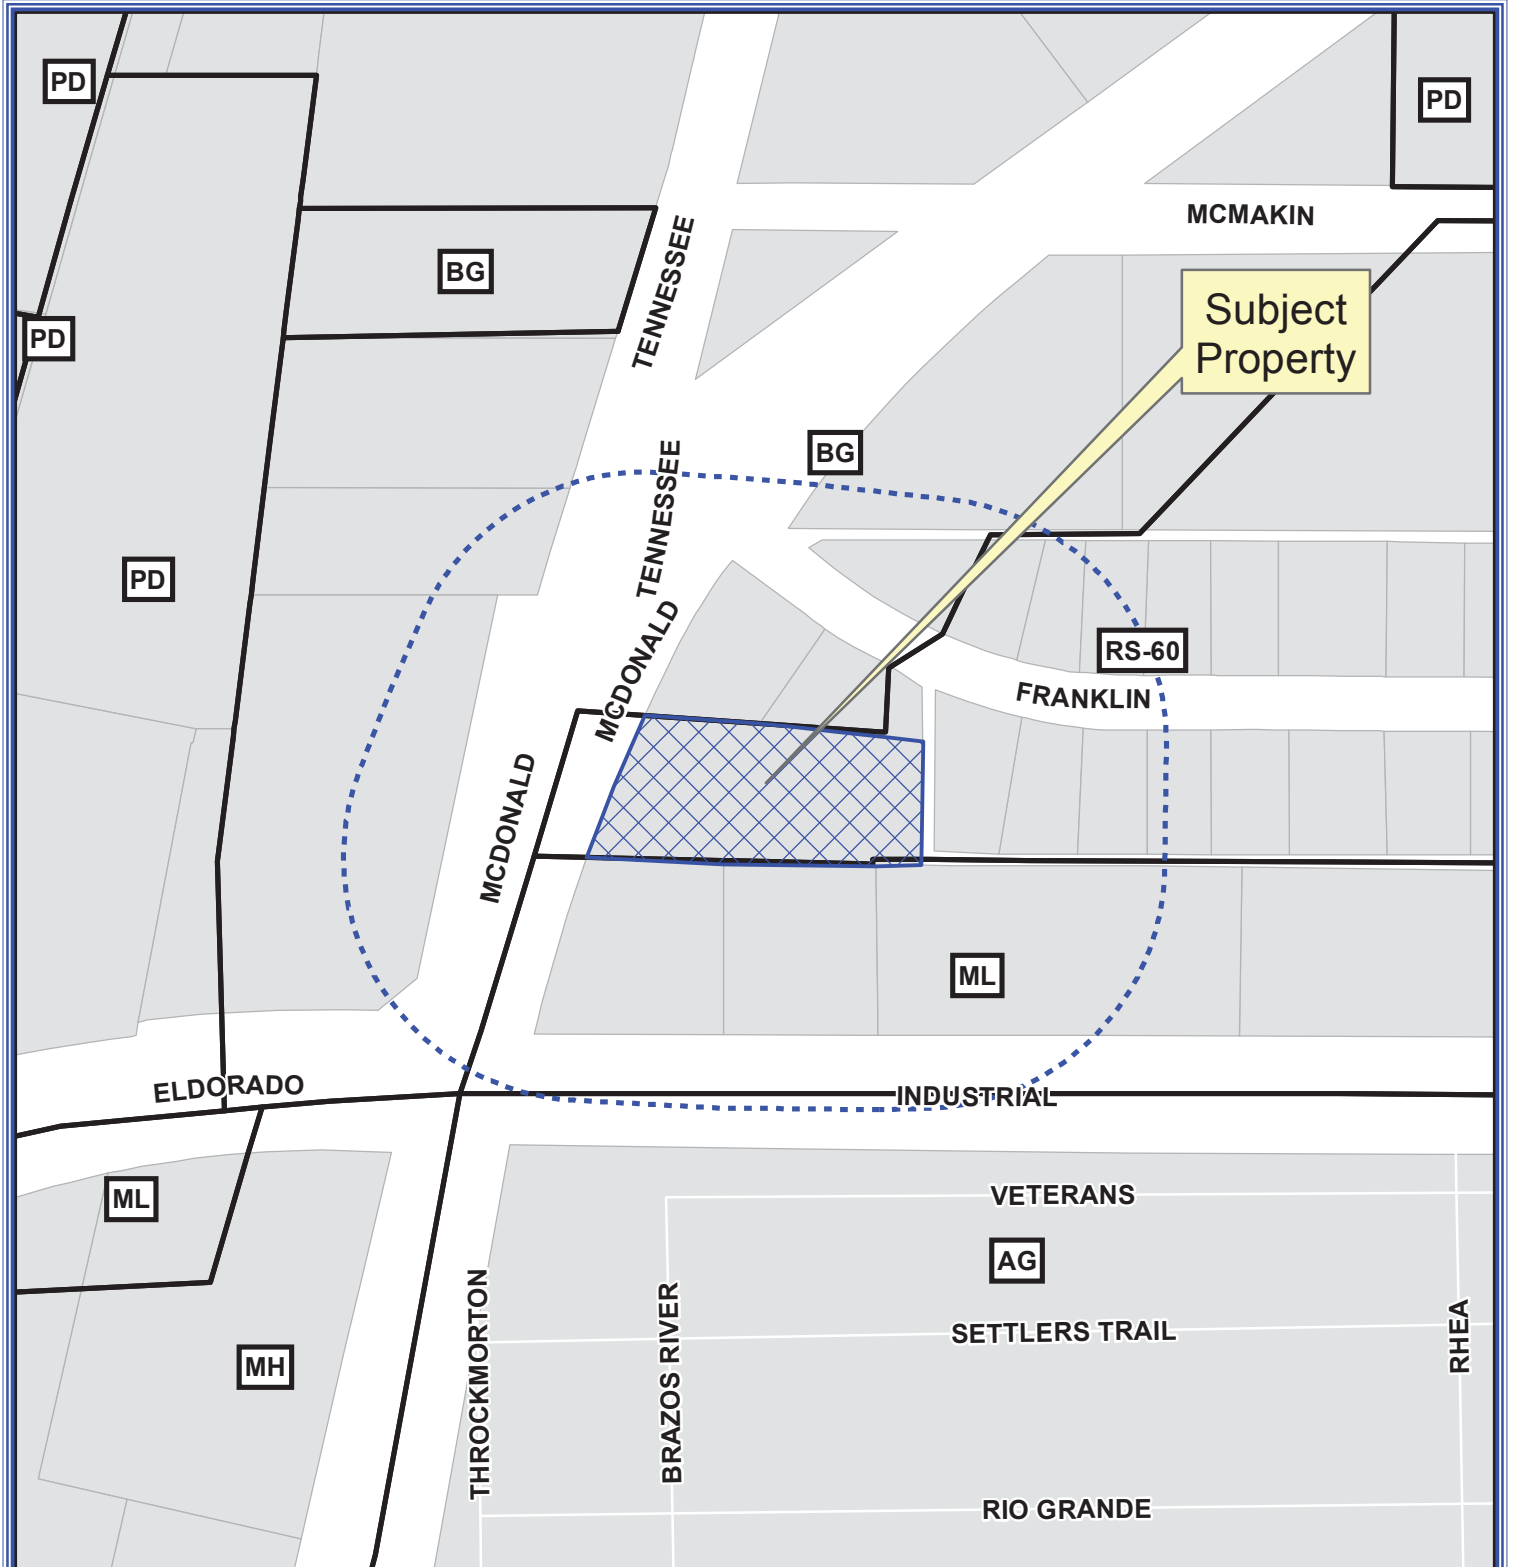 PD
PD
MCMAKIN
BG
TENNESSEE
Subject
Property
PD
BG
TENNESSEE
PD
MCDONALD
RS-60
FRANKLIN
MCDONALD
ML
ELDORADO
INDUSTRIAL
ML
VETERANS
AG
THROCKMORTON
BRAZOS RIVER
SETTLERS TRAIL
RHEA
MH
RIO GRANDE